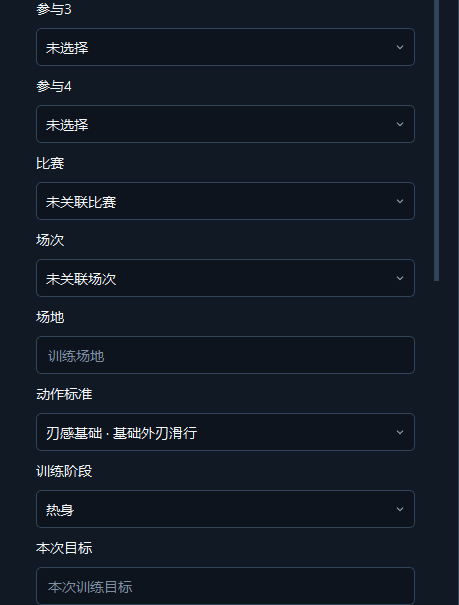 参与3
未选择
参与4
未选择
比赛
未关联比赛
场次
未关联场次
场地
训练场地
动作标准
刃感基础 · 基础外刃滑行
训练阶段
热身
本次目标
本次训练目标